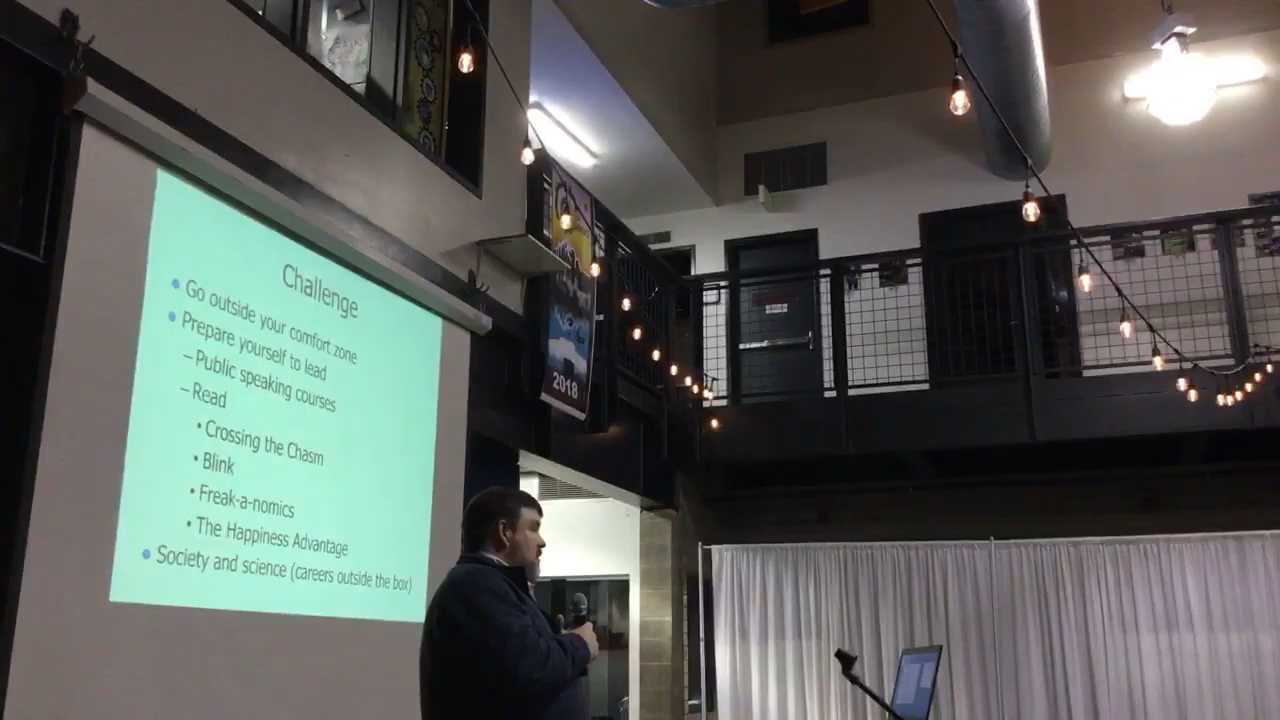 Challenge
• Go outside your comfort zone
• Prepare yourself to lead
– Public speaking courses
– Read
• Crossing the Chasm
• Blink
• Freak-a-nomics
• The Happiness Advantage
• Society and science (careers outside the box)
2018